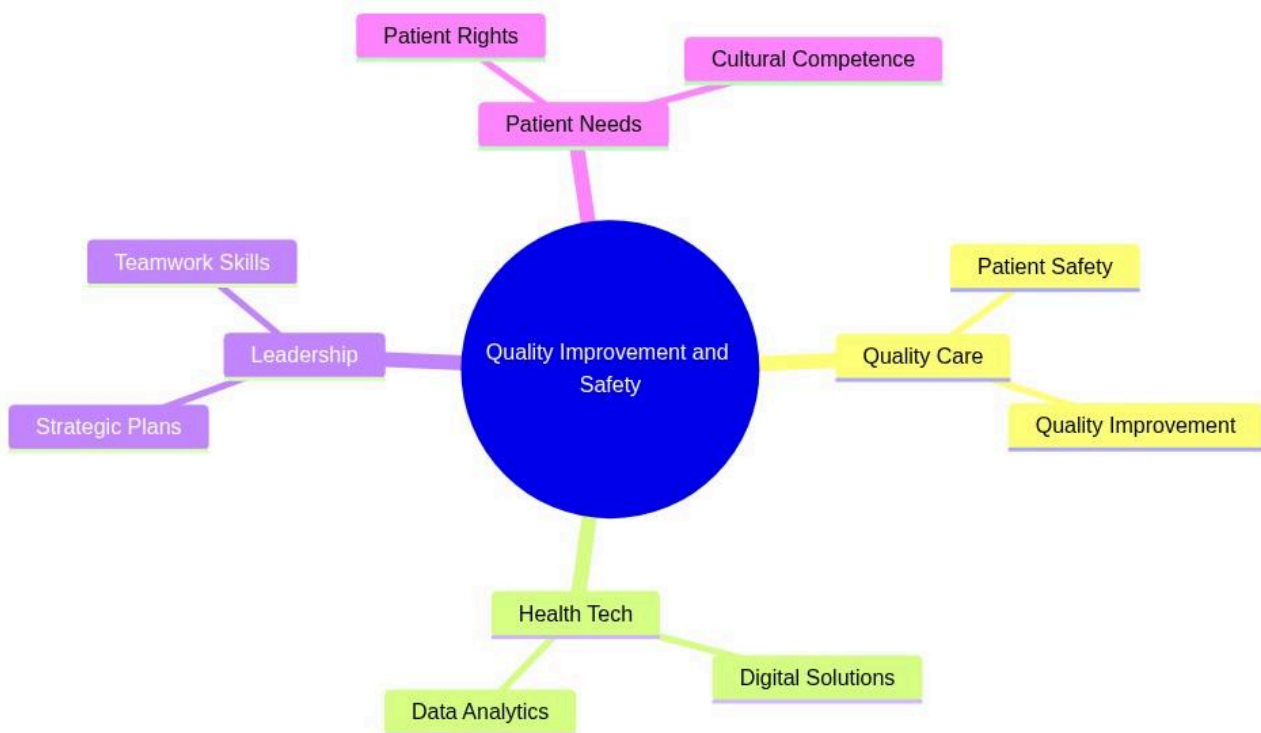 Patient Rights
Cultural Competence
Patient Needs
Teamwork Skills
Patient Safety
Leadership
Quality Improvement and
Safety
Quality Care
Strategic Plans
Quality Improvement
Health Tech
Digital Solutions
Data Analytics